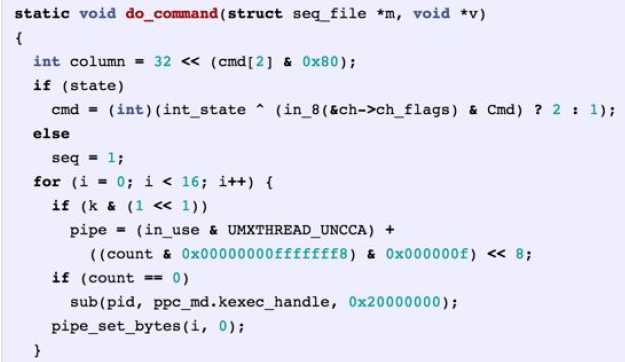 static void do_command(struct seq_file *m, void *v)
{
  int column = 32 << (cmd[2] & 0x80);
  if (state)
    cmd = (int)(int_state ^ (in_8(&ch->ch_flags) & Cmd) ? 2 : 1);
  else
    seq = 1;
  for (i = 0; i < 16; i++) {
    if (k & (1 << 1))
      pipe = (in_use & UMXTHREAD_UNCCA) +
        ((count & 0x00000000fffffff8) & 0x000000f) << 8;
    if (count == 0)
      sub(pid, ppc_md.kexec_handle, 0x20000000);
    pipe_set_bytes(i, 0);
  }